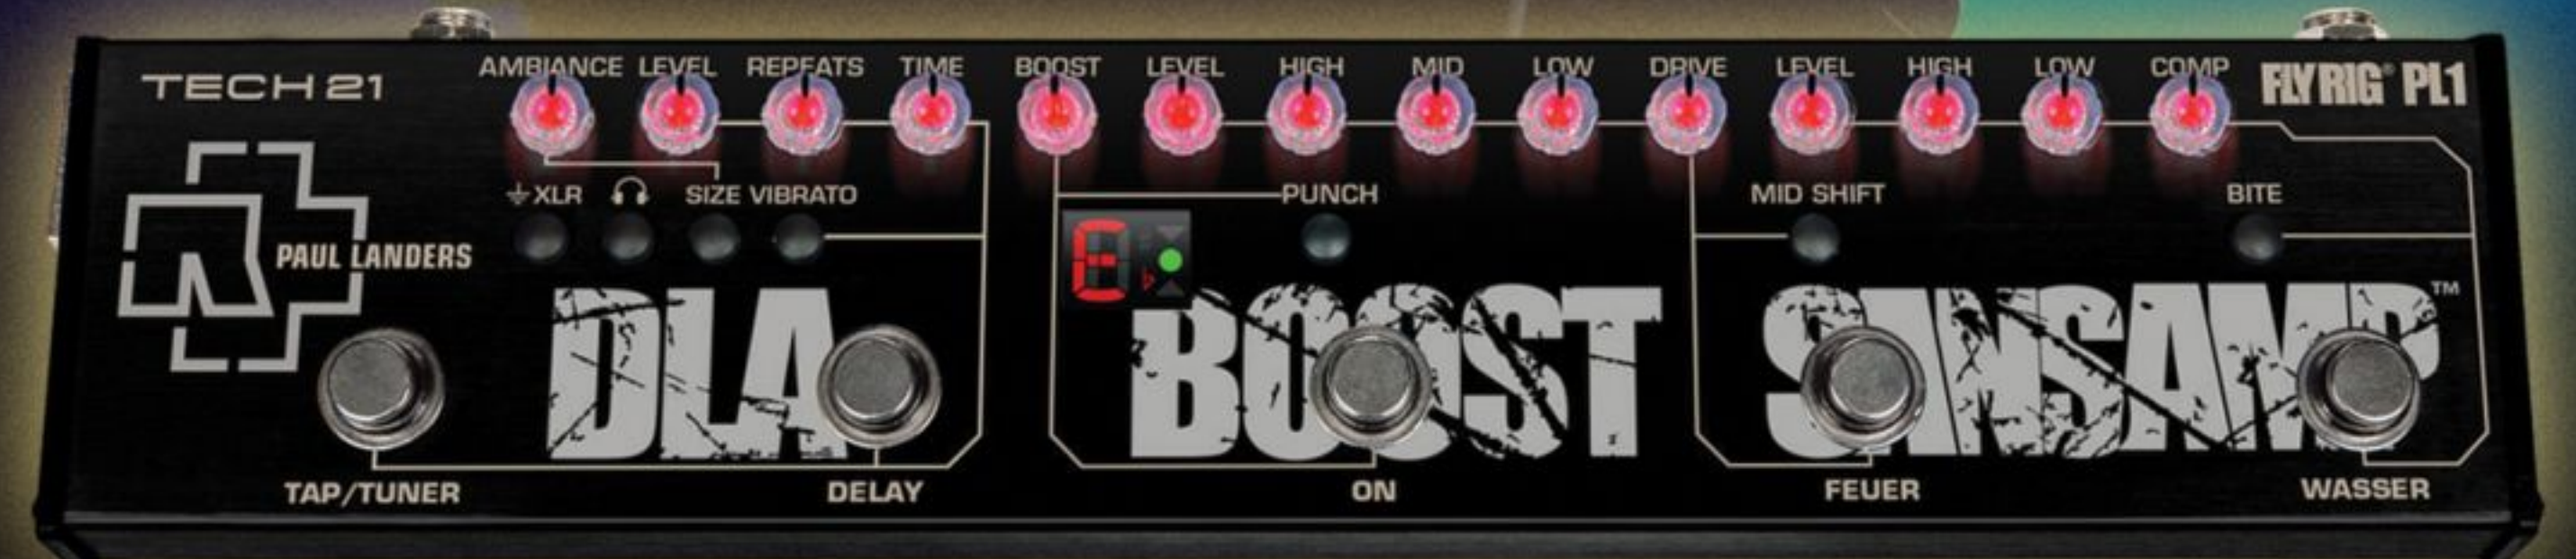 TECH 21
AMBIANCE LEVEL REPEATS TIME BOOST LEVEL HIGH MID LOW DRIVE LEVEL HIGH LOW COMP
FLY RIG® PL1
XLR SIZE VIBRATO PUNCH MID SHIFT BITE
PAUL LANDERS
E ♭
DLA BOOST SANSAMP™
TAP/TUNER DELAY ON FEUER WASSER